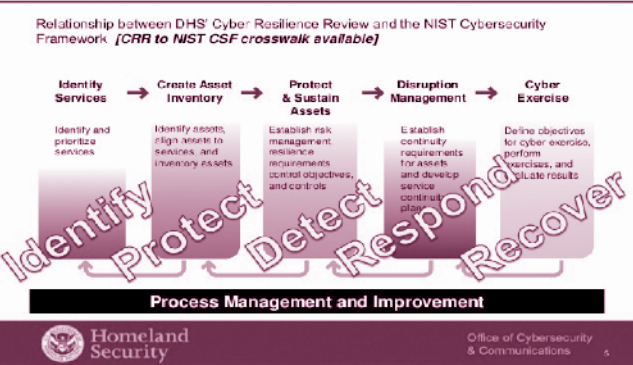 Relationship between DHS' Cyber Resilience Review and the NIST Cybersecurity
Framework [CRR to NIST CSF crosswalk available]
Identify
Services
Create Asset
Inventory
Protect
& Sustain
Assets
Disruption
Management
Cyber
Exercise
Identify and
prioritize
services
Identify assets,
align assets to
services, and
inventory assets
Establish risk
management
resilience
requirements
control objectives,
and controls
Establish
continuity
requirements
for assets
and develop
service
continuity
plans
Define objectives
for cyber exercise,
perform
exercises, and
evaluate results
Identify
Protect
Detect
Respond
Recover
Process Management and Improvement
Homeland
Security
Office of Cybersecurity
& Communications
5